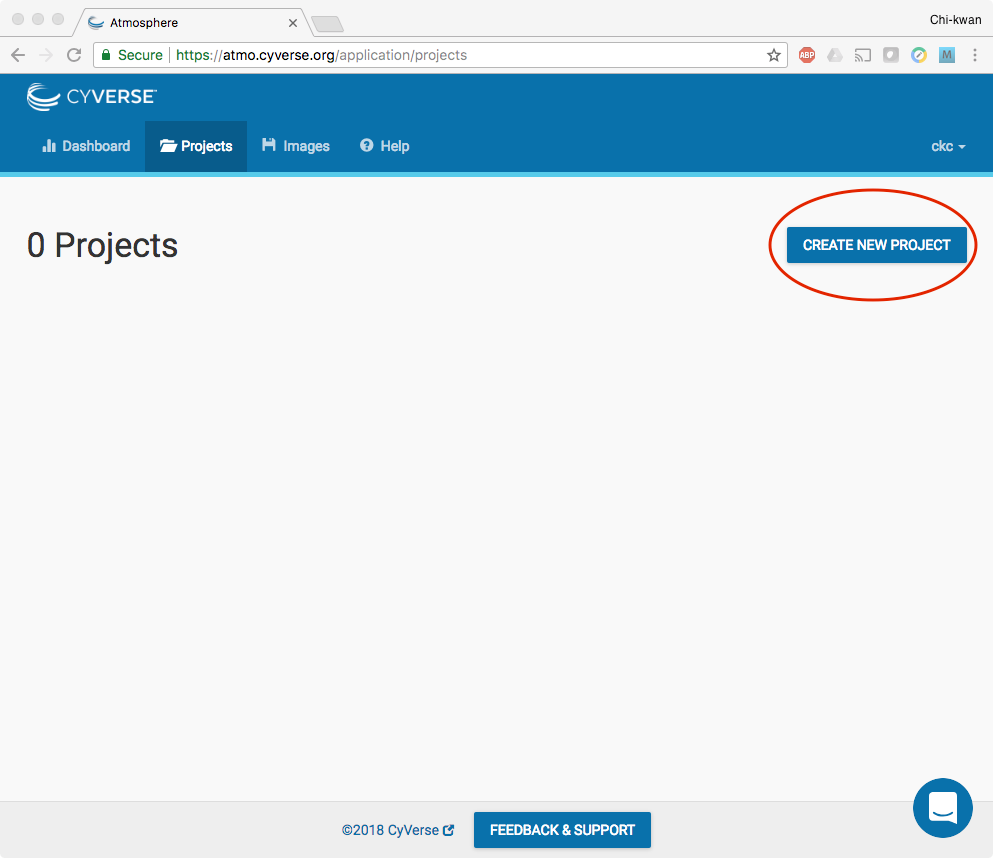 Atmosphere
Chi-kwan
Secure https://atmo.cyverse.org/application/projects
ABP
M
CYVERSE™
Dashboard Projects Images Help ckc
0 Projects CREATE NEW PROJECT
©2018 CyVerse FEEDBACK & SUPPORT